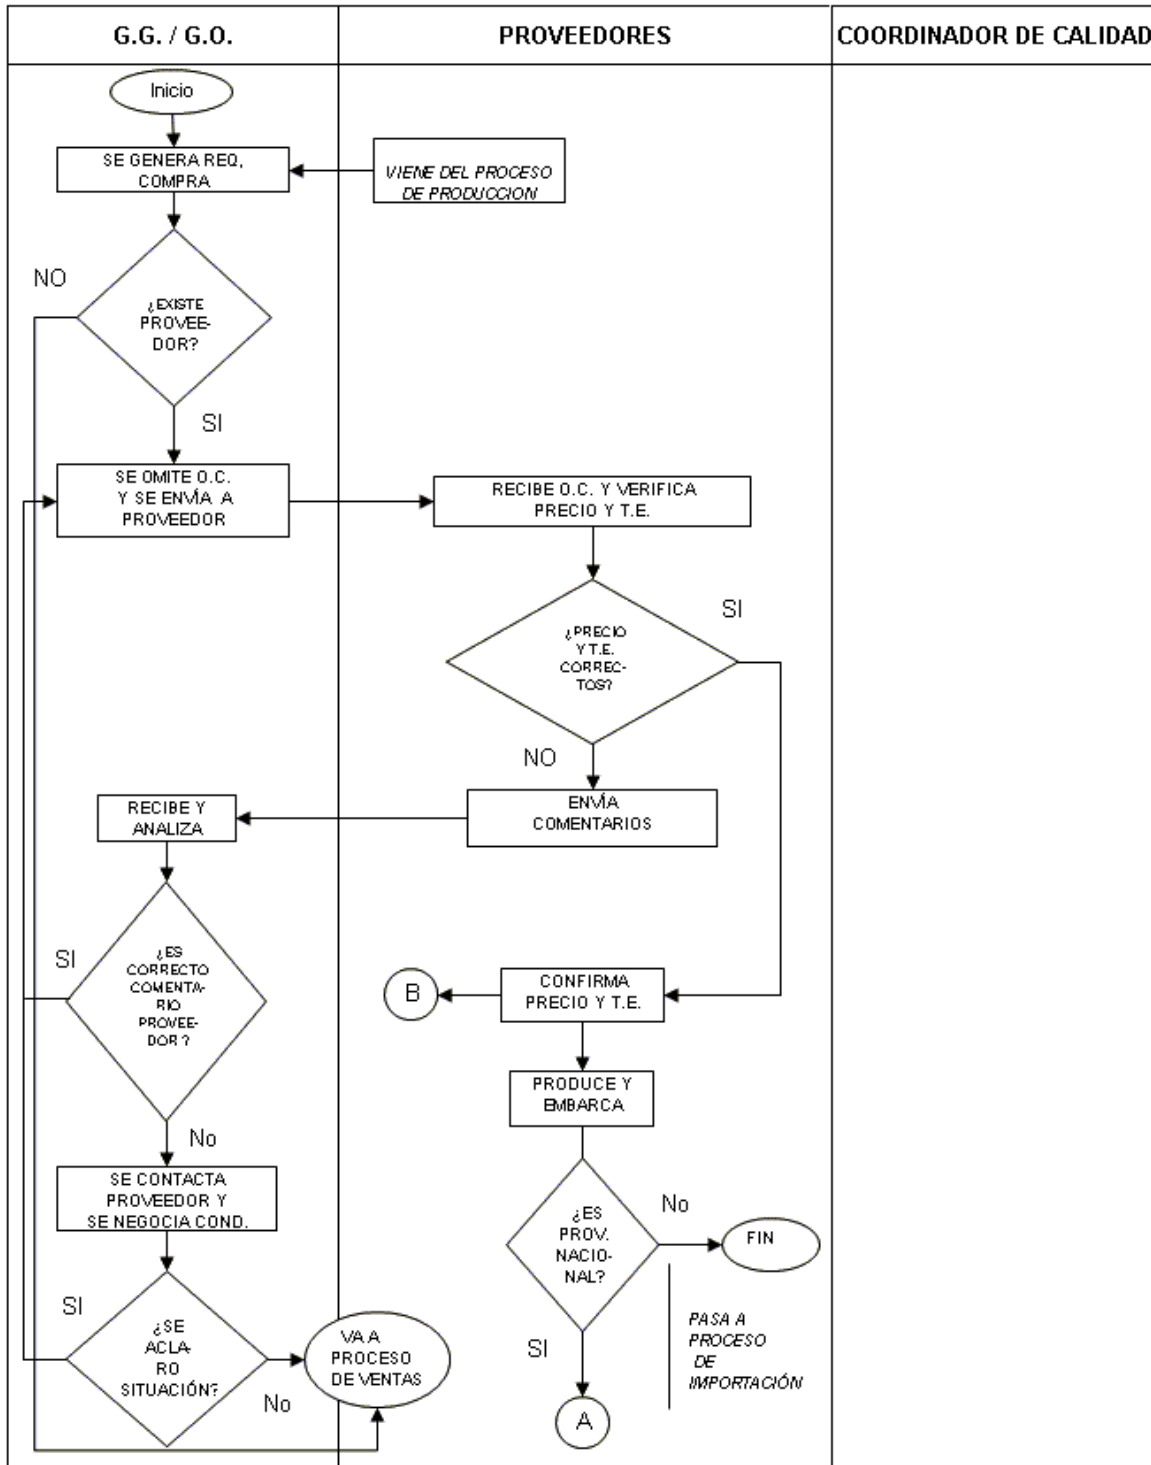 G.G. / G.O.
PROVEEDORES
COORDINADOR DE CALIDAD
Inicio
SE GENERA REQ,
COMPRA
VIENE DEL PROCESO
DE PRODUCCION
NO
¿EXISTE
PROVEE-
DOR?
SI
SE OMITE O.C.
Y SE ENVÍA A
PROVEEDOR
RECIBE O.C. Y VERIFICA
PRECIO Y T.E.
SI
¿PRECIO
Y T.E.
CORREC-
TOS?
NO
ENVÍA
COMENTARIOS
RECIBE Y
ANALIZA
SI
¿ES
CORRECTO
COMENTA-
RIO
PROVEE-
DOR ?
B
CONFIRMA
PRECIO Y T.E.
PRODUCE Y
EMBARCA
No
SE CONTACTA
PROVEEDOR Y
SE NEGOCIA COND.
¿ES
PROV.
NACIO-
NAL?
No
FIN
SI
¿SE
ACLA-
RO
SITUACIÓN?
No
VA A
PROCESO
DE VENTAS
SI
PASA A
PROCESO
DE
IMPORTACIÓN
A